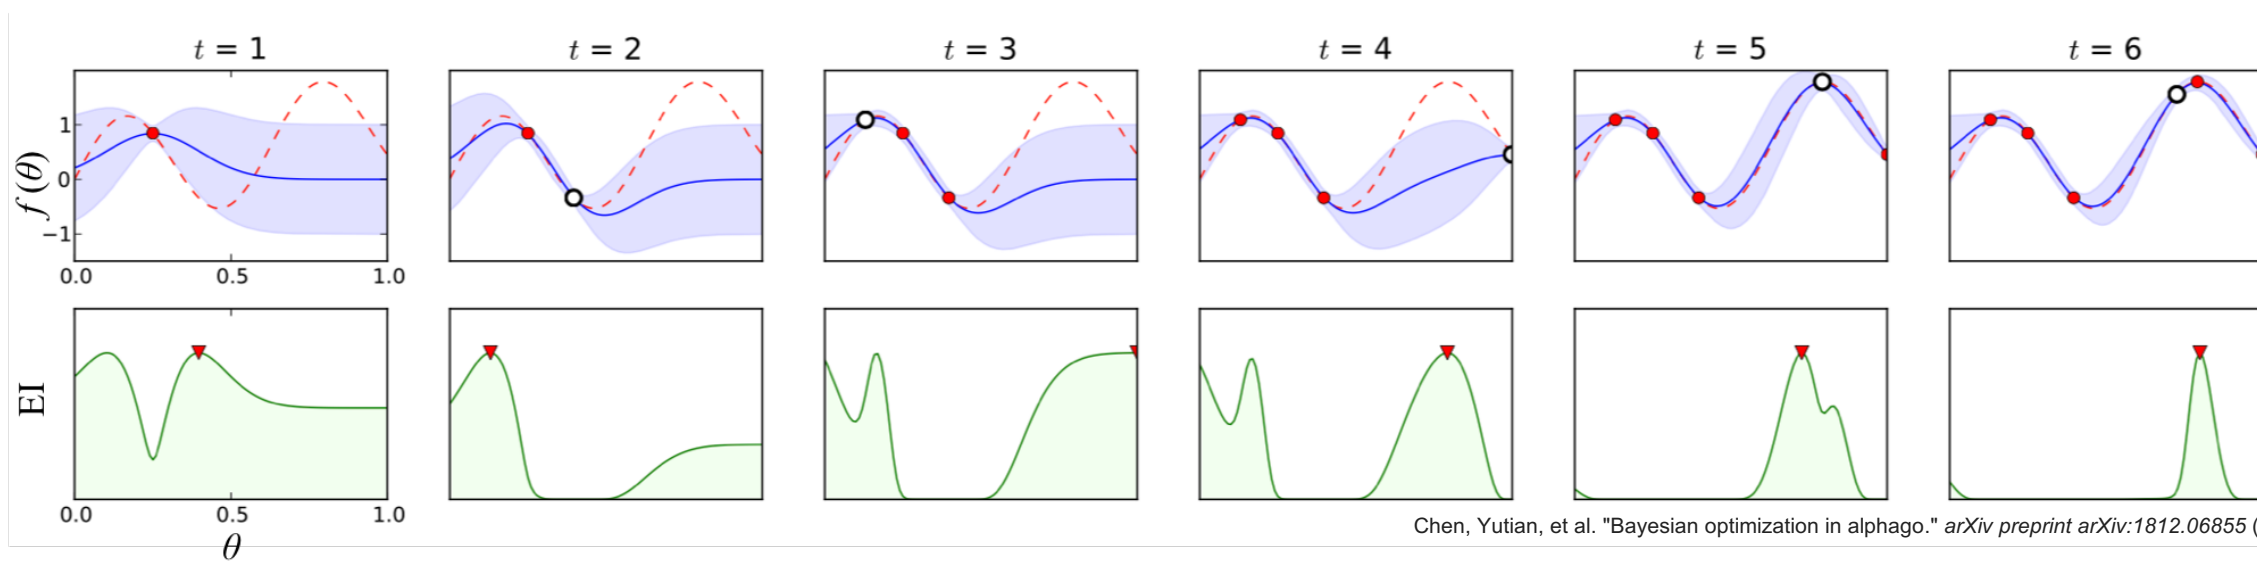 t = 1
t = 2
t = 3
t = 4
t = 5
t = 6
f(θ)
1
0
−1
0.0
0.5
1.0
EI
0.0
0.5
1.0
θ
Chen, Yutian, et al. "Bayesian optimization in alphago." arXiv preprint arXiv:1812.06855 (